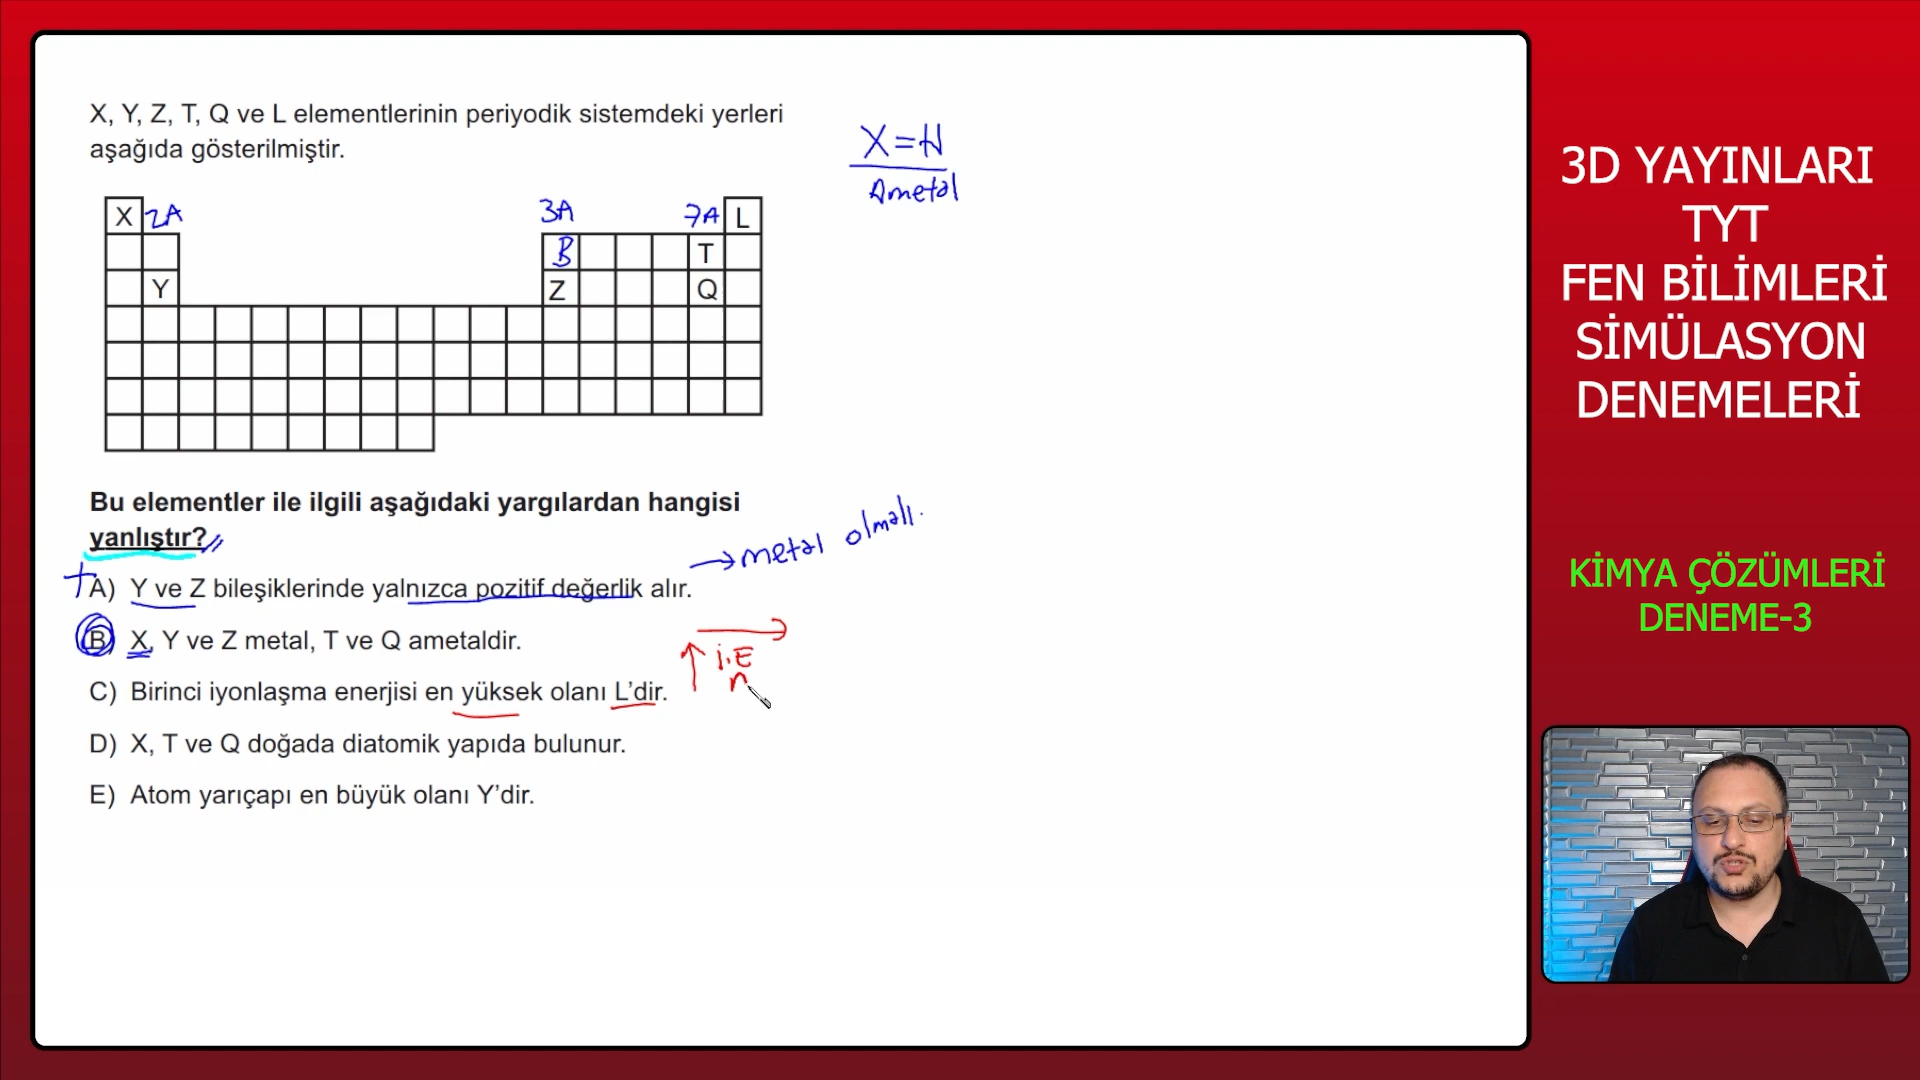 X, Y, Z, T, Q ve L elementlerinin periyodik sistemdeki yerleri
aşağıda gösterilmiştir.
X 2A 3A 7A L
B T
Y Z Q
X=H
Ametal
Bu elementler ile ilgili aşağıdaki yargılardan hangisi
yanlıştır?
→metal olmalı.
+ A) Y ve Z bileşiklerinde yalnızca pozitif değerlik alır.
B) X, Y ve Z metal, T ve Q ametaldir.
İ.E
C) Birinci iyonlaşma enerjisi en yüksek olanı L’dir.
D) X, T ve Q doğada diatomik yapıda bulunur.
E) Atom yarıçapı en büyük olanı Y’dir.
3D YAYINLARI
TYT
FEN BİLİMLERİ
SİMÜLASYON
DENEMELERİ
KİMYA ÇÖZÜMLERİ
DENEME-3